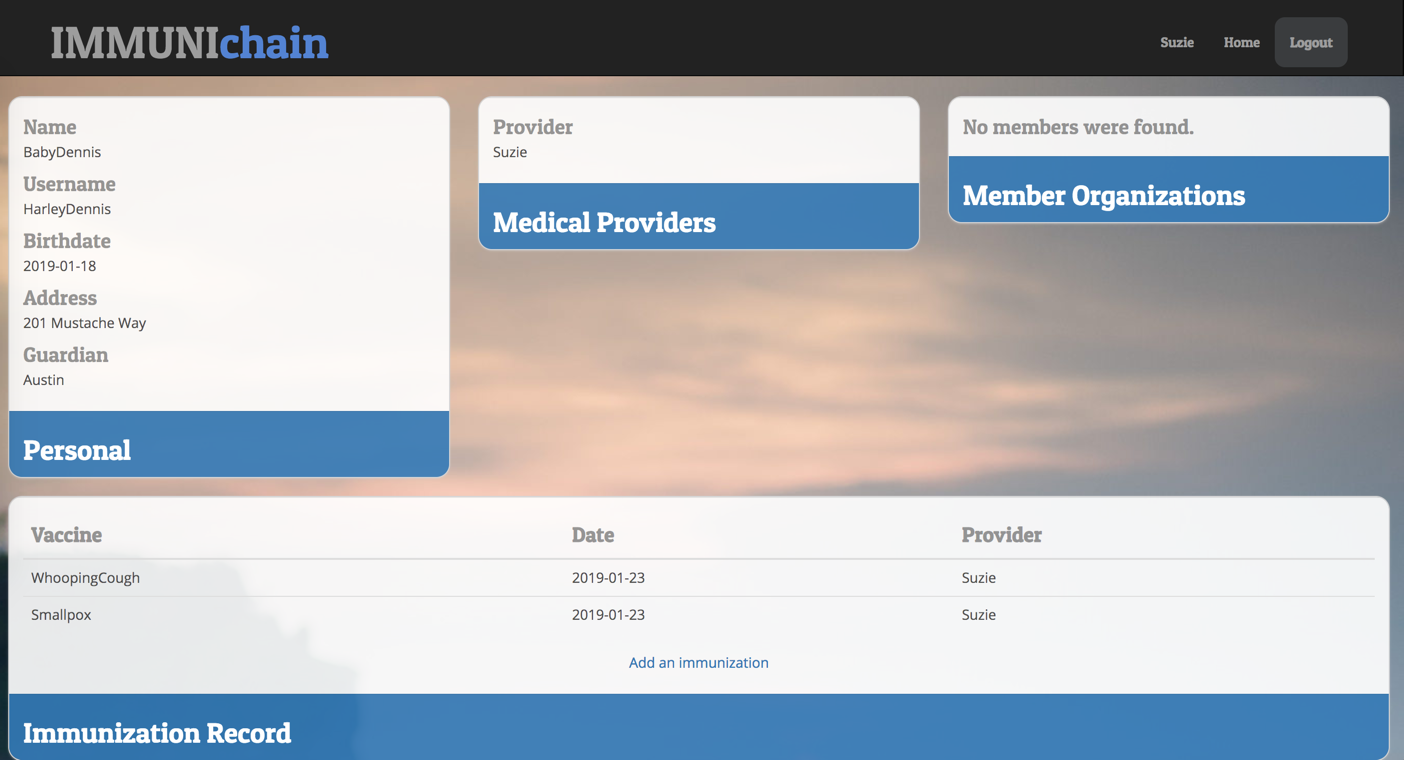 IMMUNIchain
Suzie Home Logout
Name
BabyDennis
Username
HarleyDennis
Birthdate
2019-01-18
Address
201 Mustache Way
Guardian
Austin
Personal
Provider
Suzie
Medical Providers
No members were found.
Member Organizations
Vaccine Date Provider
WhoopingCough 2019-01-23 Suzie
Smallpox 2019-01-23 Suzie
Add an immunization
Immunization Record